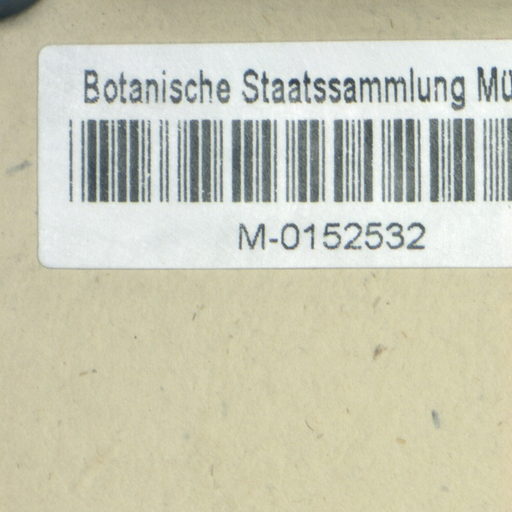 Botanische Staatssammlung Mü
M-0152532